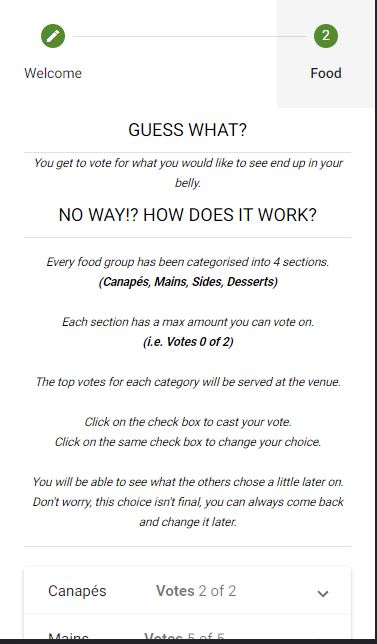 2
Welcome
Food
GUESS WHAT?
You get to vote for what you would like to see end up in your
belly.
NO WAY!? HOW DOES IT WORK?
Every food group has been categorised into 4 sections.
(Canapés, Mains, Sides, Desserts)
Each section has a max amount you can vote on.
(i.e. Votes 0 of 2)
The top votes for each category will be served at the venue.
Click on the check box to cast your vote.
Click on the same check box to change your choice.
You will be able to see what the others chose a little later on.
Don't worry, this choice isn't final, you can always come back
and change it later.
Canapés Votes 2 of 2
Mains Votes 5 of 5